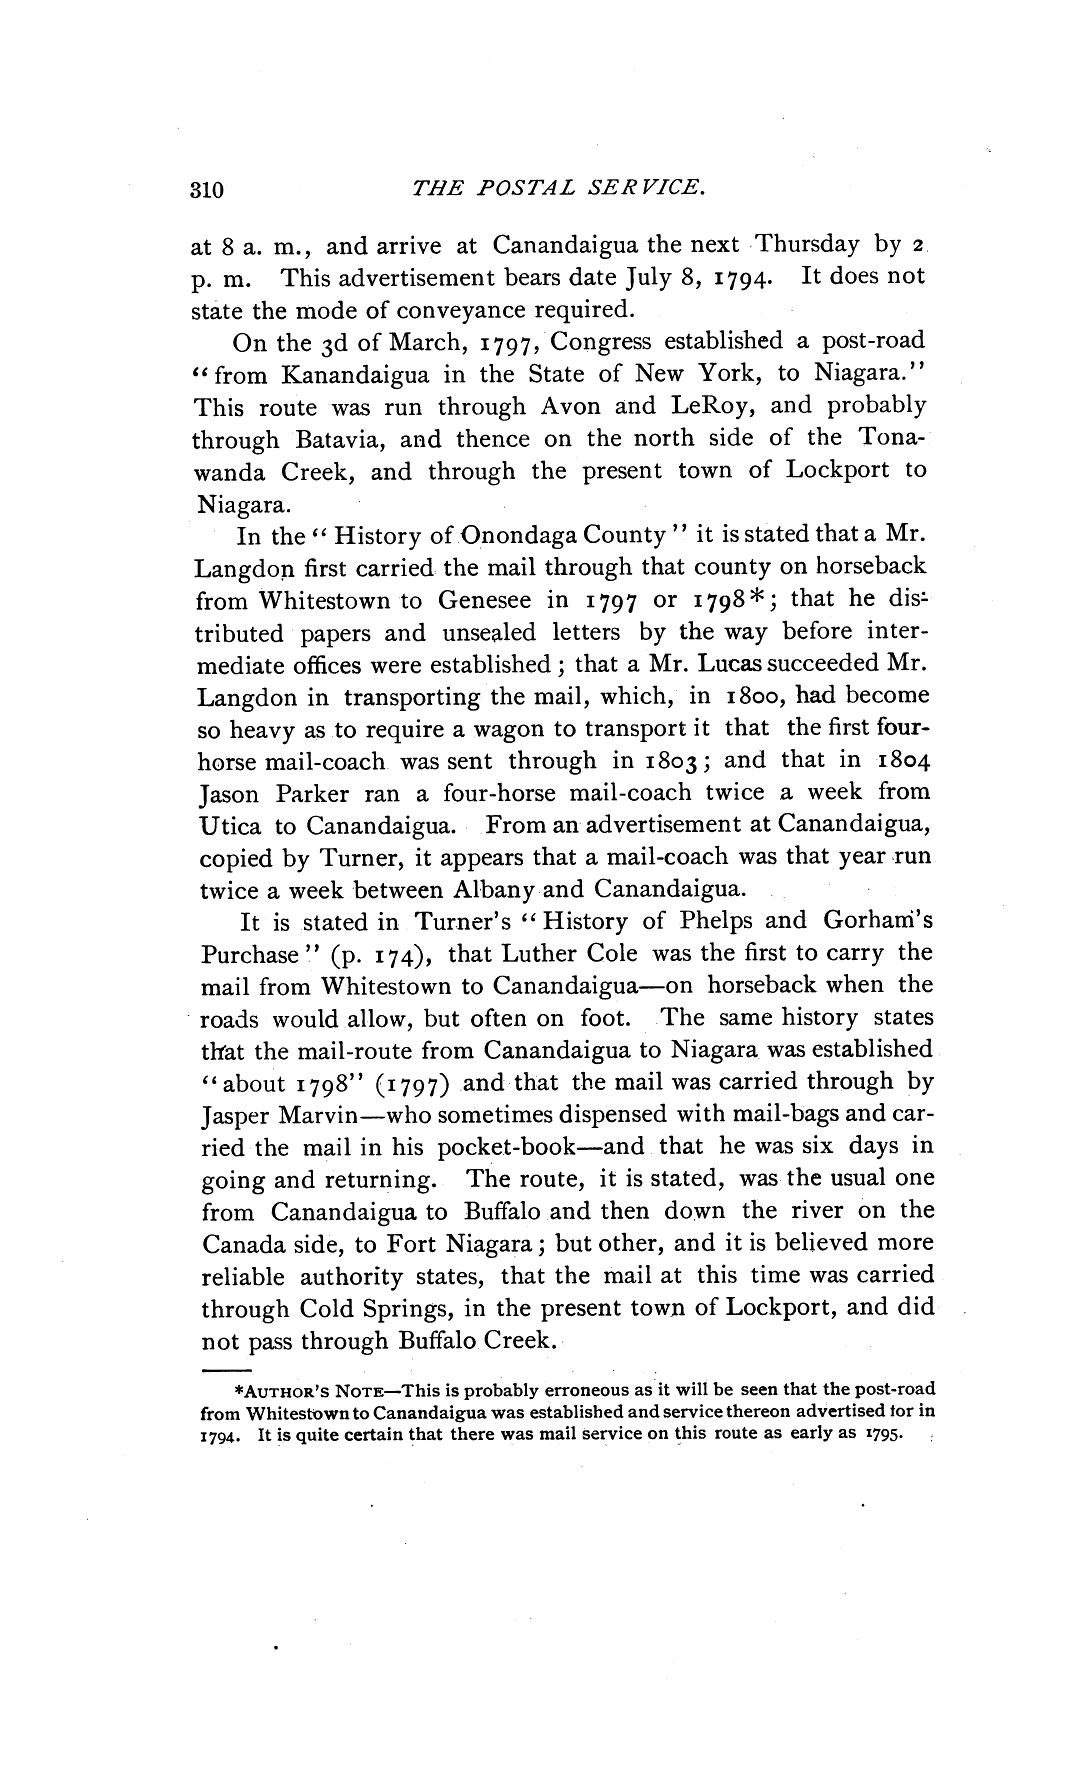 310 THE POSTAL SERVICE.
at 8 a. m., and arrive at Canandaigua the next Thursday by 2
p. m. This advertisement bears date July 8, 1794. It does not
state the mode of conveyance required.
On the 3d of March, 1797, Congress established a post-road
“from Kanandaigua in the State of New York, to Niagara.”
This route was run through Avon and LeRoy, and probably
through Batavia, and thence on the north side of the Tona-
wanda Creek, and through the present town of Lockport to
Niagara.
In the “History of Onondaga County” it is stated that a Mr.
Langdon first carried the mail through that county on horseback
from Whitestown to Genesee in 1797 or 1798*; that he dis-
tributed papers and unsealed letters by the way before inter-
mediate offices were established; that a Mr. Lucas succeeded Mr.
Langdon in transporting the mail, which, in 1800, had become
so heavy as to require a wagon to transport it that the first four-
horse mail-coach was sent through in 1803; and that in 1804
Jason Parker ran a four-horse mail-coach twice a week from
Utica to Canandaigua. From an advertisement at Canandaigua,
copied by Turner, it appears that a mail-coach was that year run
twice a week between Albany and Canandaigua.
It is stated in Turner's “History of Phelps and Gorham's
Purchase” (p. 174), that Luther Cole was the first to carry the
mail from Whitestown to Canandaigua—on horseback when the
roads would allow, but often on foot. The same history states
that the mail-route from Canandaigua to Niagara was established
“about 1798” (1797) and that the mail was carried through by
Jasper Marvin—who sometimes dispensed with mail-bags and car-
ried the mail in his pocket-book—and that he was six days in
going and returning. The route, it is stated, was the usual one
from Canandaigua to Buffalo and then down the river on the
Canada side, to Fort Niagara; but other, and it is believed more
reliable authority states, that the mail at this time was carried
through Cold Springs, in the present town of Lockport, and did
not pass through Buffalo Creek.
*AUTHOR'S NOTE—This is probably erroneous as it will be seen that the post-road
from Whitestown to Canandaigua was established and service thereon advertised for in
1794. It is quite certain that there was mail service on this route as early as 1795.